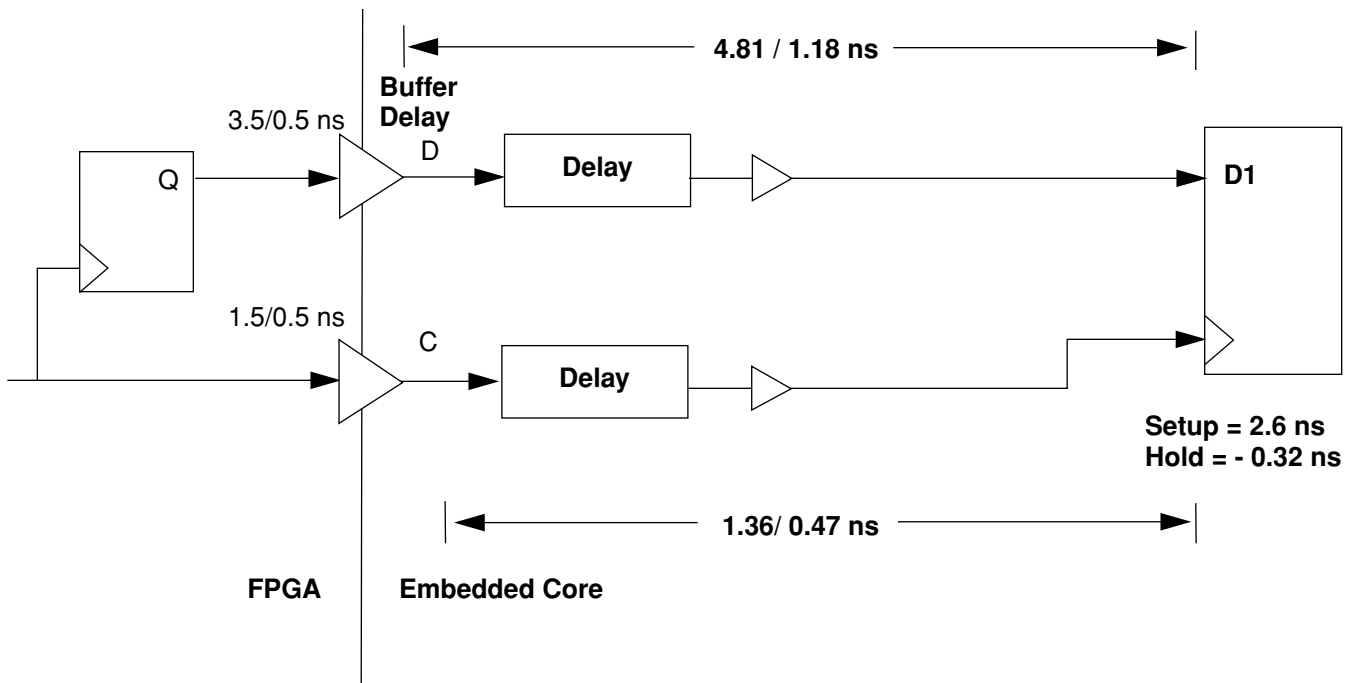 4.81 / 1.18 ns
Buffer
Delay
3.5/0.5 ns
D
Delay
Q
D1
1.5/0.5 ns
C
Delay
Setup = 2.6 ns
Hold = - 0.32 ns
1.36/ 0.47 ns
FPGA
Embedded Core